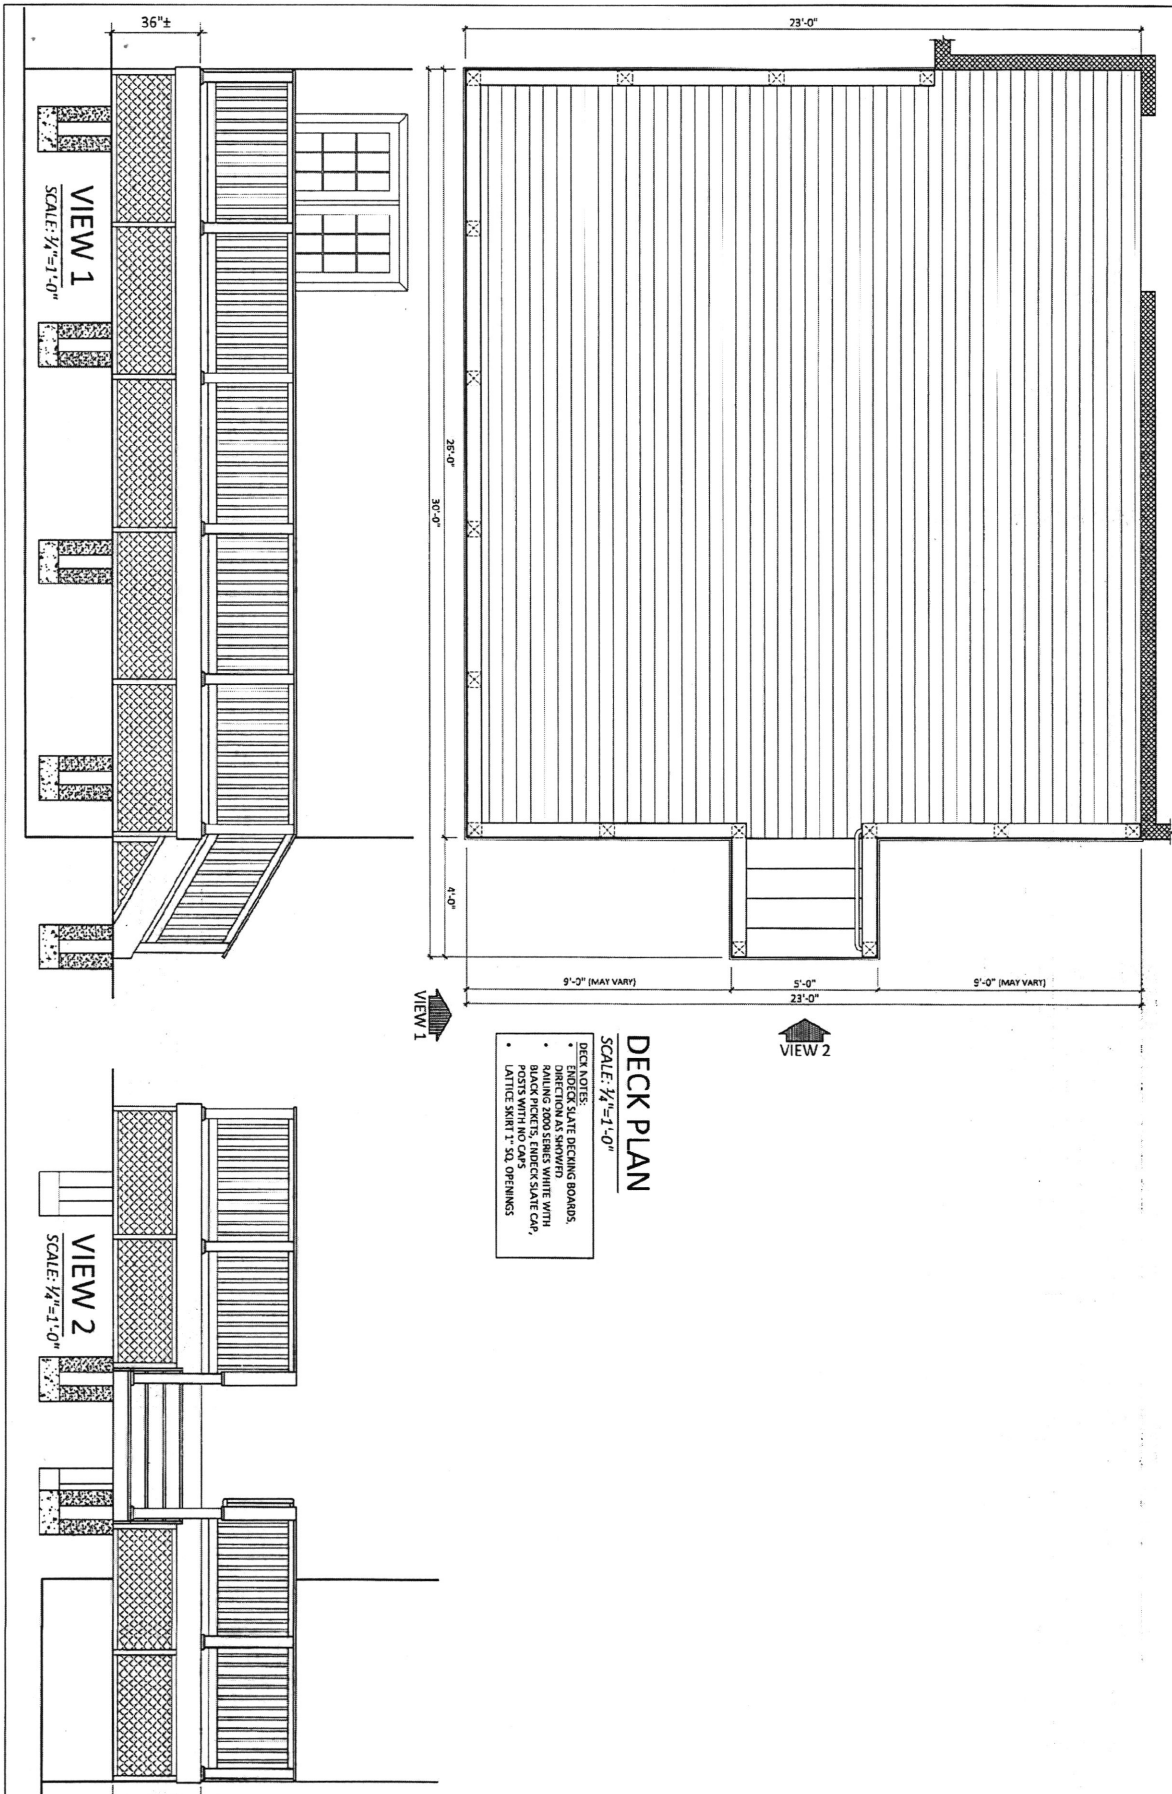 36"±
23'-0"
VIEW 1
SCALE: ¼"=1'-0"
26'-0"
30'-0"
4'-0"
9'-0" (MAY VARY)
5'-0"
9'-0" (MAY VARY)
23'-0"
VIEW 1
VIEW 2
DECK PLAN
SCALE: ¼"=1'-0"
DECK NOTES:
• ENDECK SLATE DECKING BOARDS,
DIRECTION AS SHOWED
• RAILING 2000 SERIES WHITE WITH
BLACK PICKETS, ENDECK SLATE CAP,
POSTS WITH NO CAPS
• LATTICE SKIRT 1" SQ. OPENINGS
VIEW 2
SCALE: ¼"=1'-0"